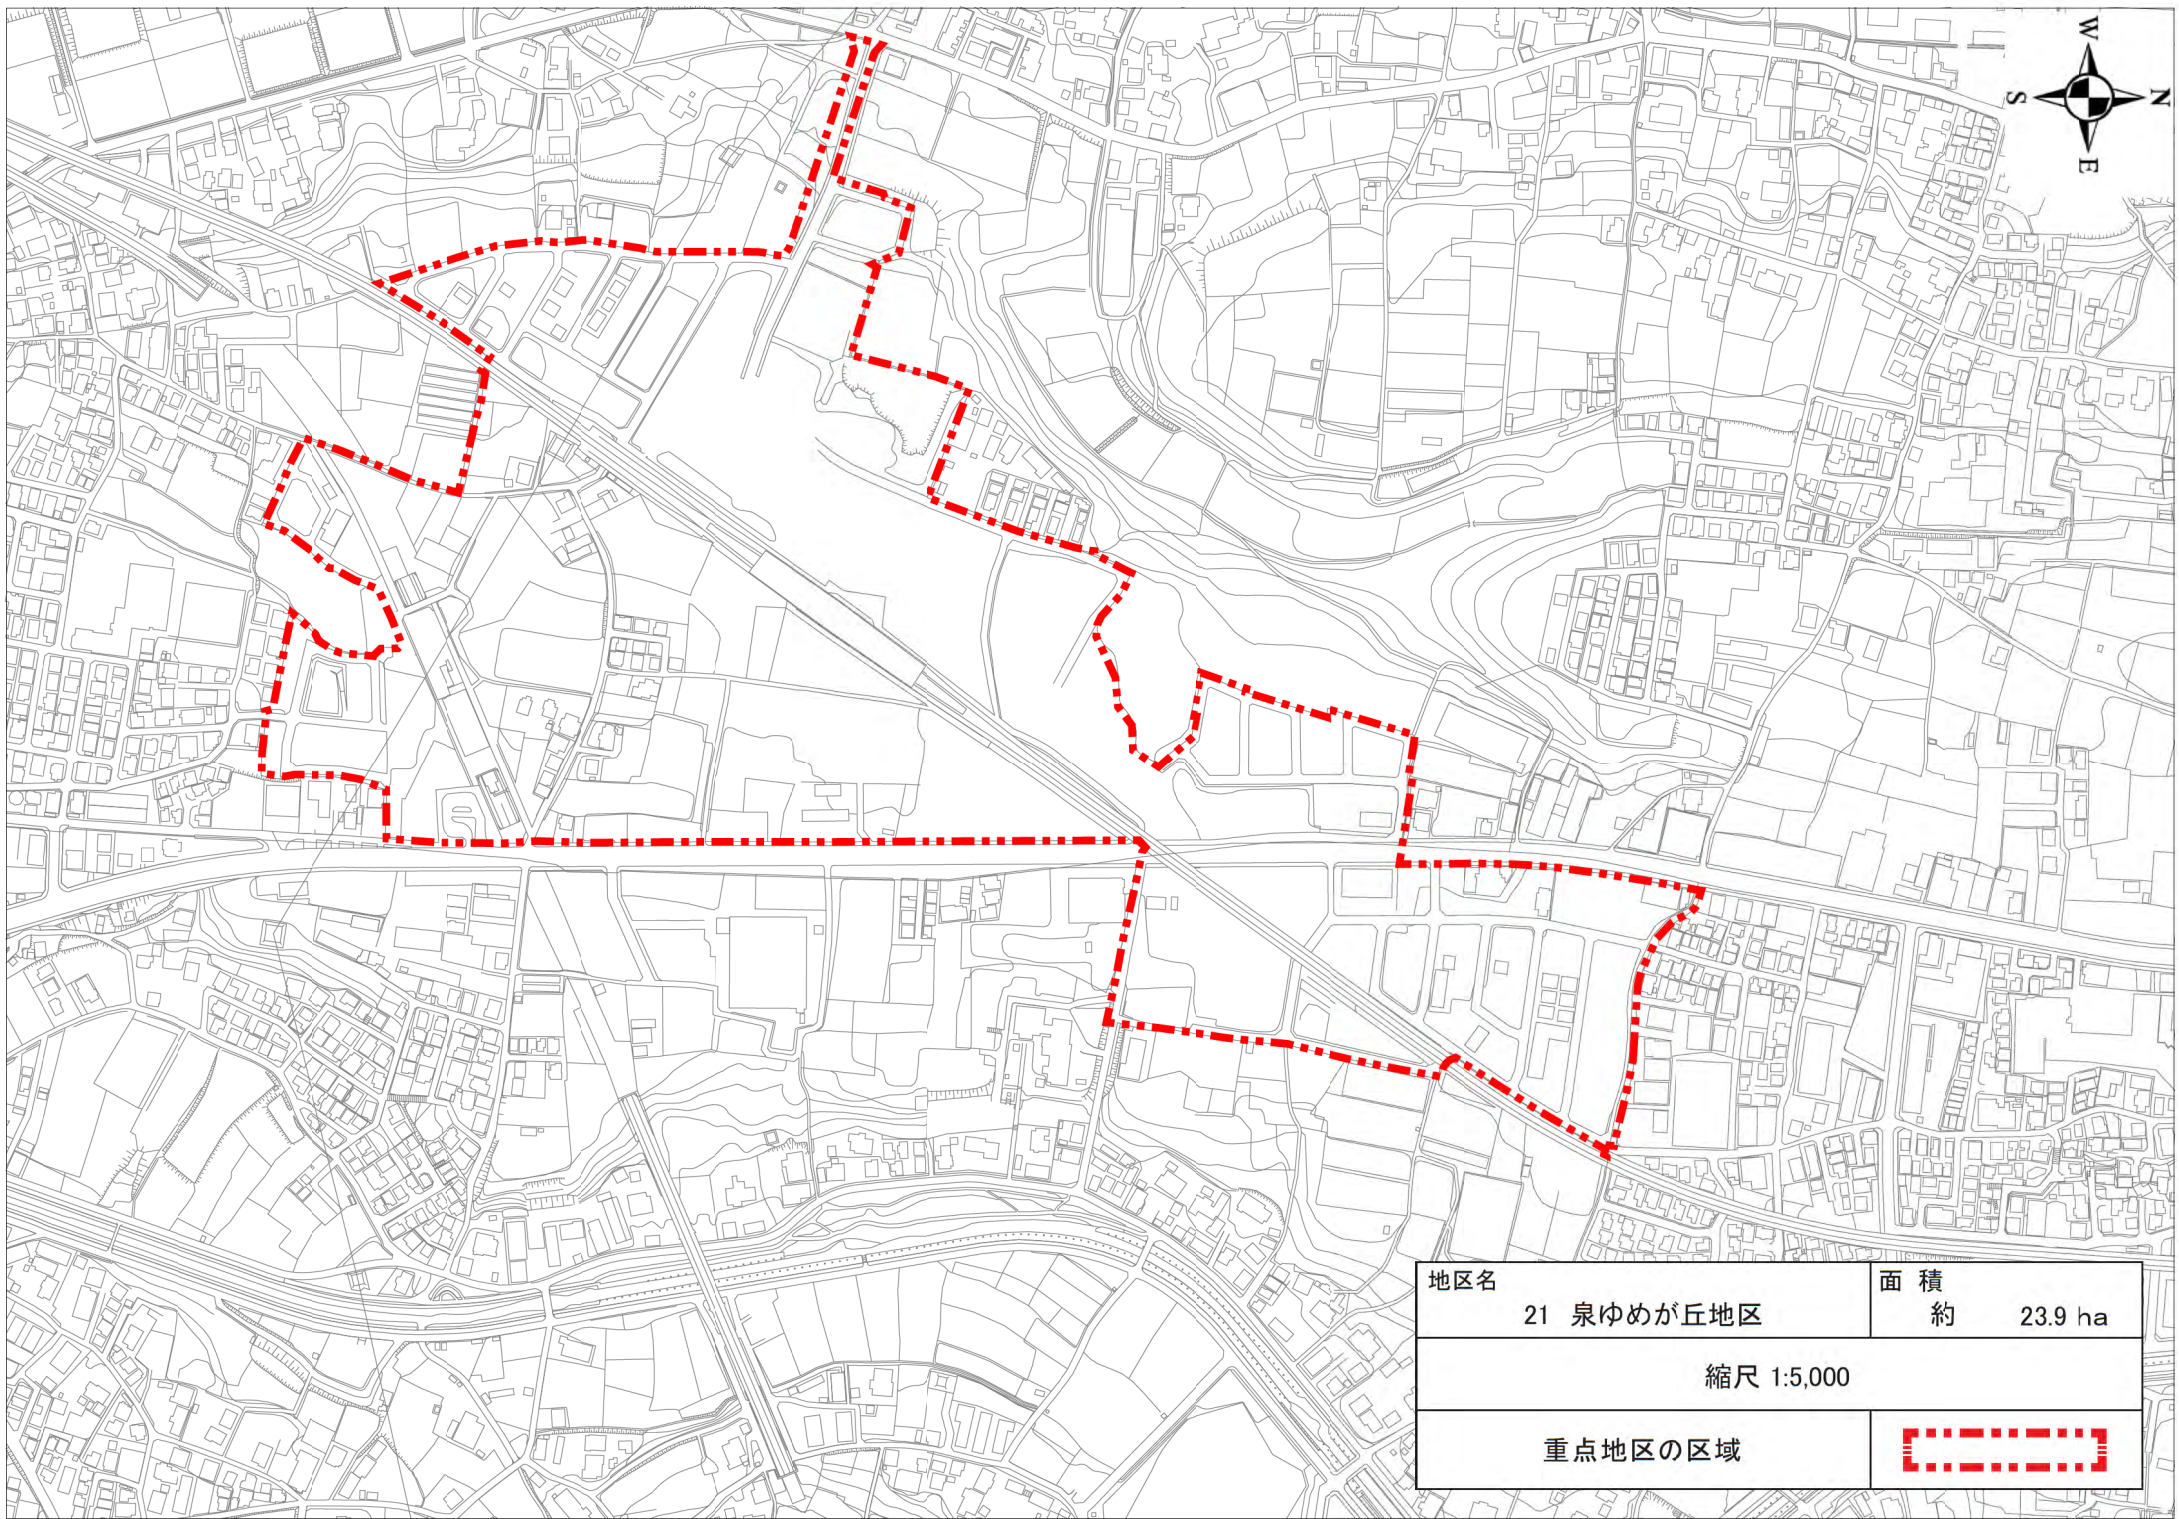 W
N
S
E
地区名
21 泉ゆめが丘地区
面 積
約 23.9 ha
縮尺 1:5,000
重点地区の区域